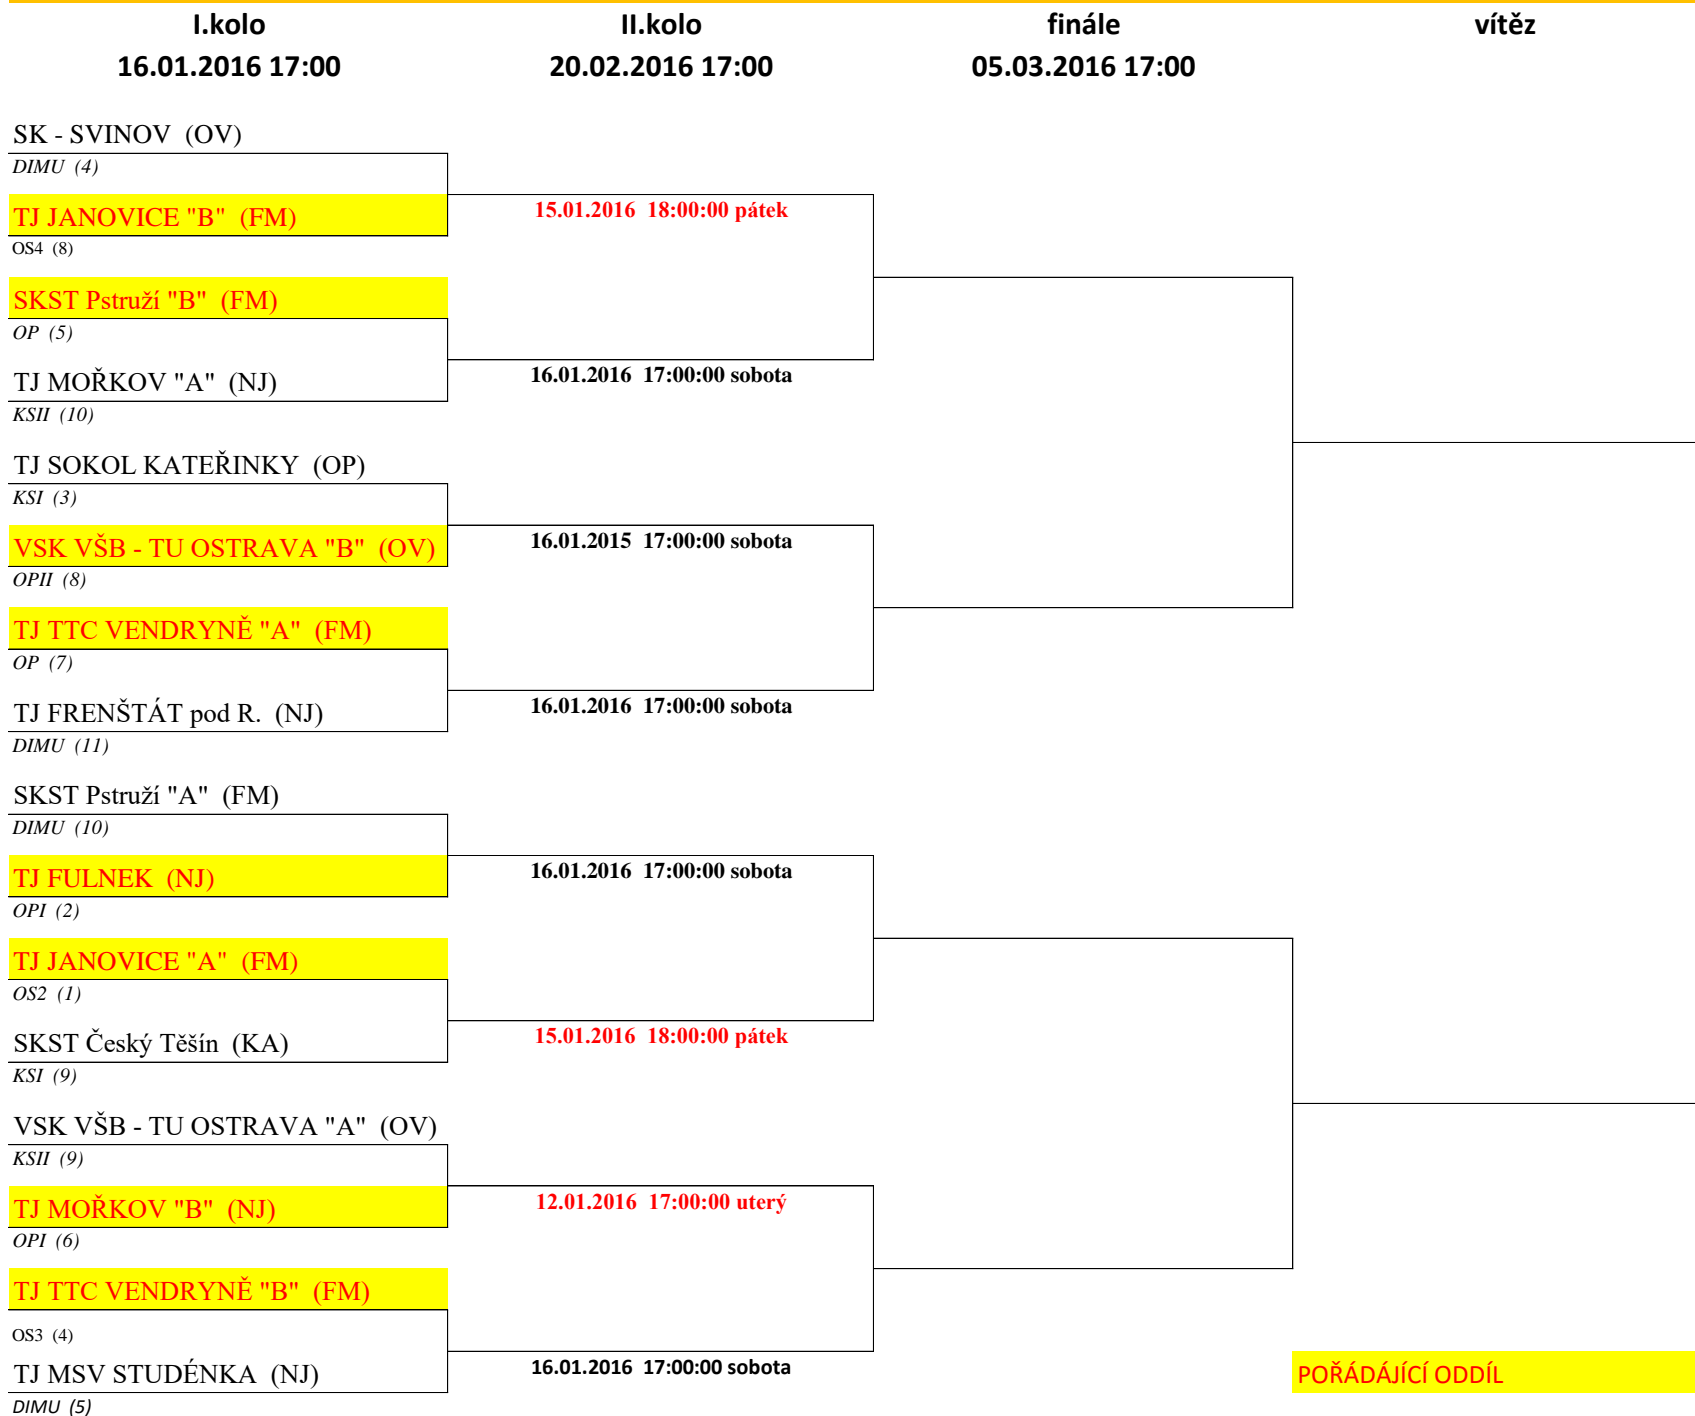 I.kolo II.kolo finále vítěz
16.01.2016 17:00 20.02.2016 17:00 05.03.2016 17:00
SK - SVINOV (OV)
DIMU (4)
TJ JANOVICE "B" (FM) 15.01.2016 18:00:00 pátek
OS4 (8)
SKST Pstruží "B" (FM)
OP (5)
TJ MOŘKOV "A" (NJ) 16.01.2016 17:00:00 sobota
KSII (10)
TJ SOKOL KATEŘINKY (OP)
KSI (3)
VSK VŠB - TU OSTRAVA "B" (OV) 16.01.2015 17:00:00 sobota
OPII (8)
TJ TTC VENDRYNĚ "A" (FM)
OP (7)
TJ FRENŠTÁT pod R. (NJ) 16.01.2016 17:00:00 sobota
DIMU (11)
SKST Pstruží "A" (FM)
DIMU (10)
TJ FULNEK (NJ) 16.01.2016 17:00:00 sobota
OPI (2)
TJ JANOVICE "A" (FM)
OS2 (1)
SKST Český Těšín (KA) 15.01.2016 18:00:00 pátek
KSI (9)
VSK VŠB - TU OSTRAVA "A" (OV)
KSII (9)
TJ MOŘKOV "B" (NJ) 12.01.2016 17:00:00 uterý
OPI (6)
TJ TTC VENDRYNĚ "B" (FM)
OS3 (4)
TJ MSV STUDÉNKA (NJ) 16.01.2016 17:00:00 sobota POŘÁDÁJÍCÍ ODDÍL
DIMU (5)